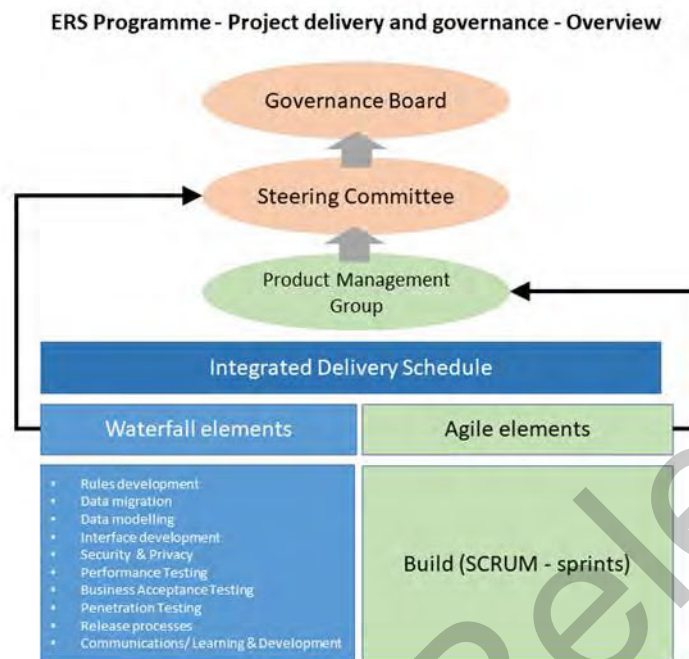 ERS Programme - Project delivery and governance - Overview
Governance Board
Steering Committee
Product Management
Group
Integrated Delivery Schedule
Waterfall elements
Agile elements
Rules development
Data migration
Data modelling
Interface development
Security & Privacy
Performance Testing
Business Acceptance Testing
Penetration Testing
Release processes
Communications/ Learning & Development
Build (SCRUM - sprints)